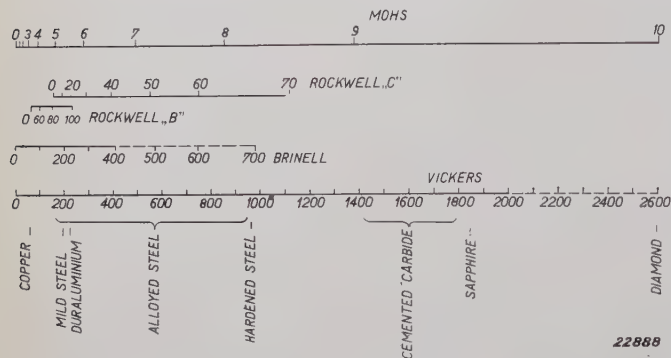 MOHS
0 3 4 5 6 7 8 9 10
0 20 40 50 60 70 ROCKWELL „C"
0 60 80 100 ROCKWELL „B"
0 200 400 500 600 700 BRINELL
VICKERS
0 200 400 600 800 1000 1400 1600 1800 2000 2200 2400 2600
COPPER
MILD STEEL
DURALUMINIUM
ALLOYED STEEL
HARDENED STEEL
CEMENTED CARBIDE
SAPPHIRE
DIAMOND
22888